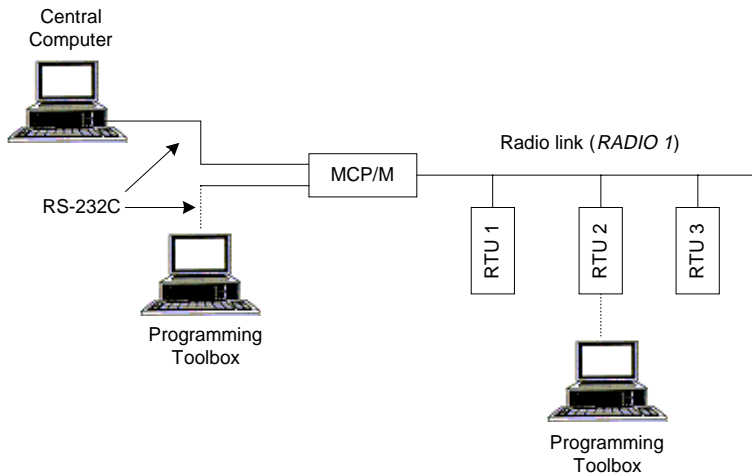 Central
Computer
Radio link (RADIO 1)
MCP/M
RS-232C
RTU 1
RTU 2
RTU 3
Programming
Toolbox
Programming
Toolbox